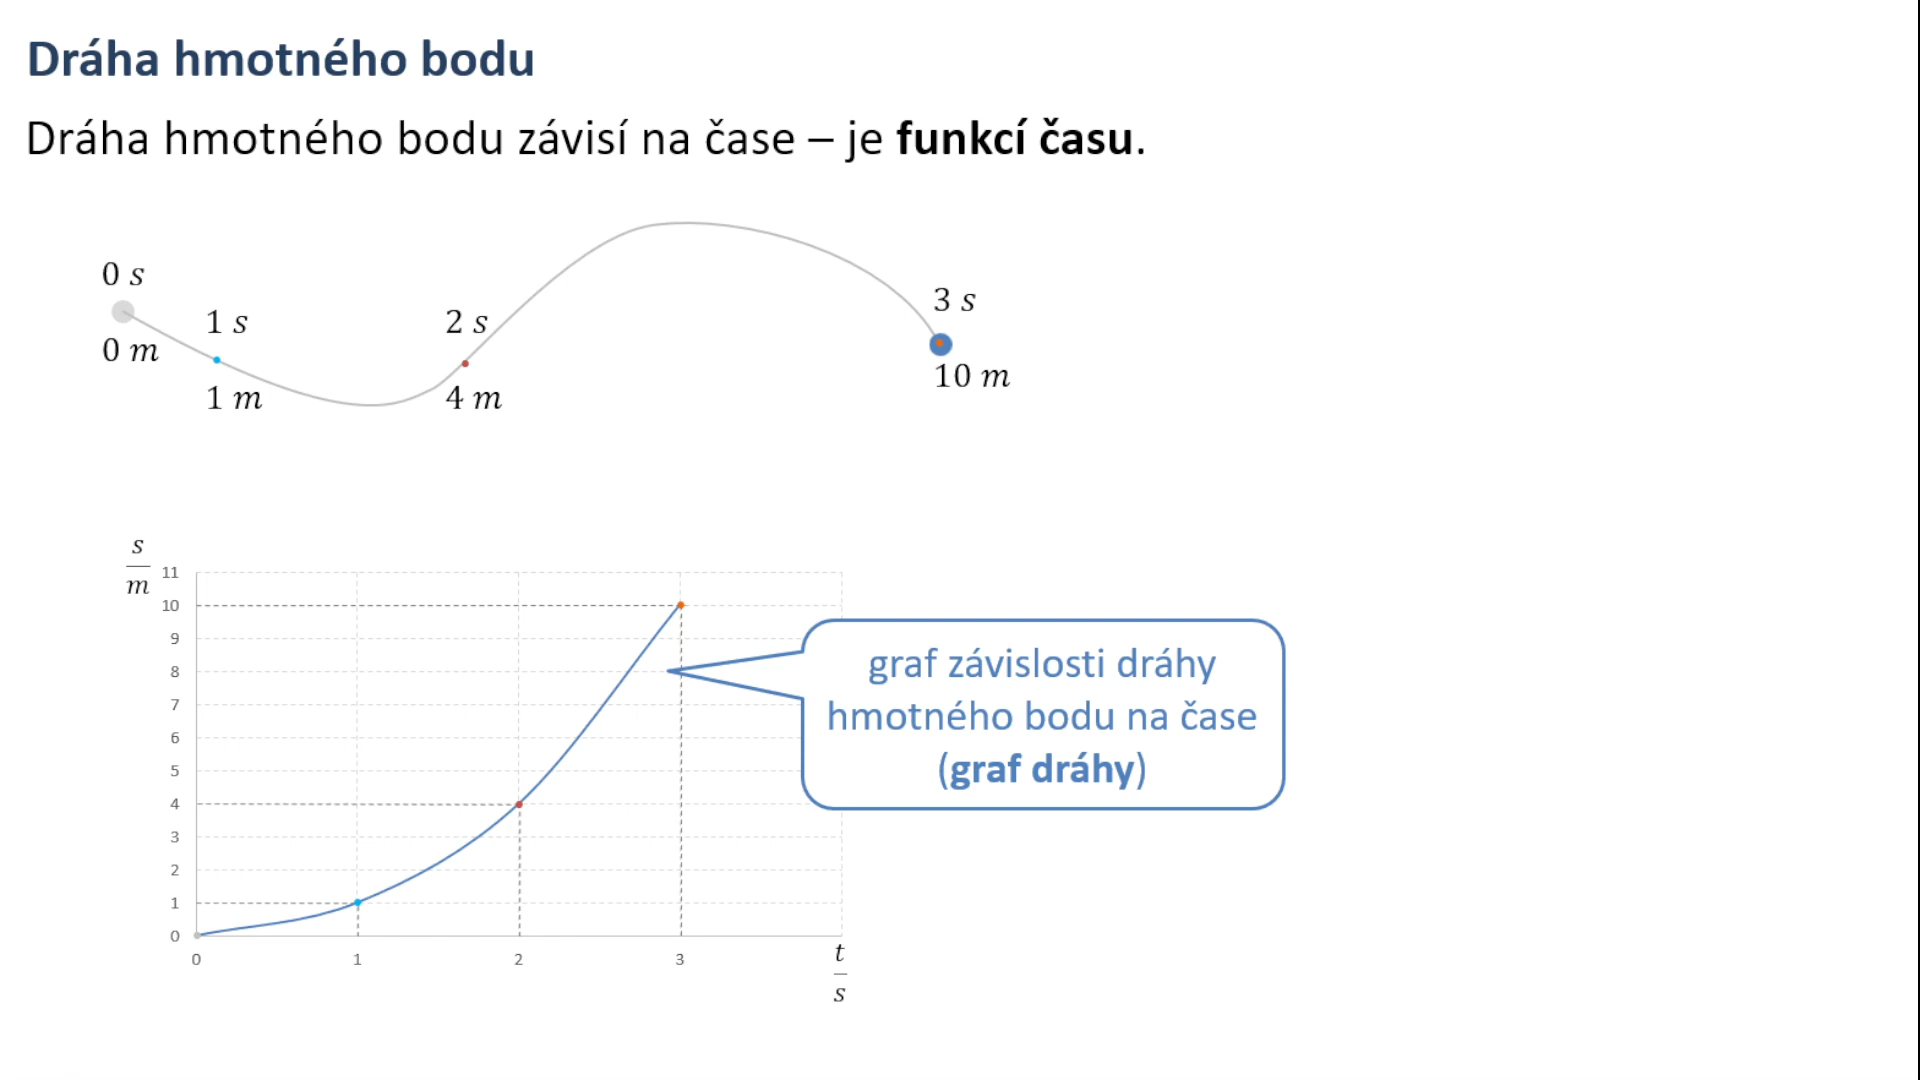 Dráha hmotného bodu
Dráha hmotného bodu závisí na čase – je funkcí času.
0 s
0 m
1 s
1 m
2 s
4 m
3 s
10 m
s
m
11
10
9
8
7
6
5
4
3
2
1
0
0
1
2
3
t
s
graf závislosti dráhy
hmotného bodu na čase
(graf dráhy)